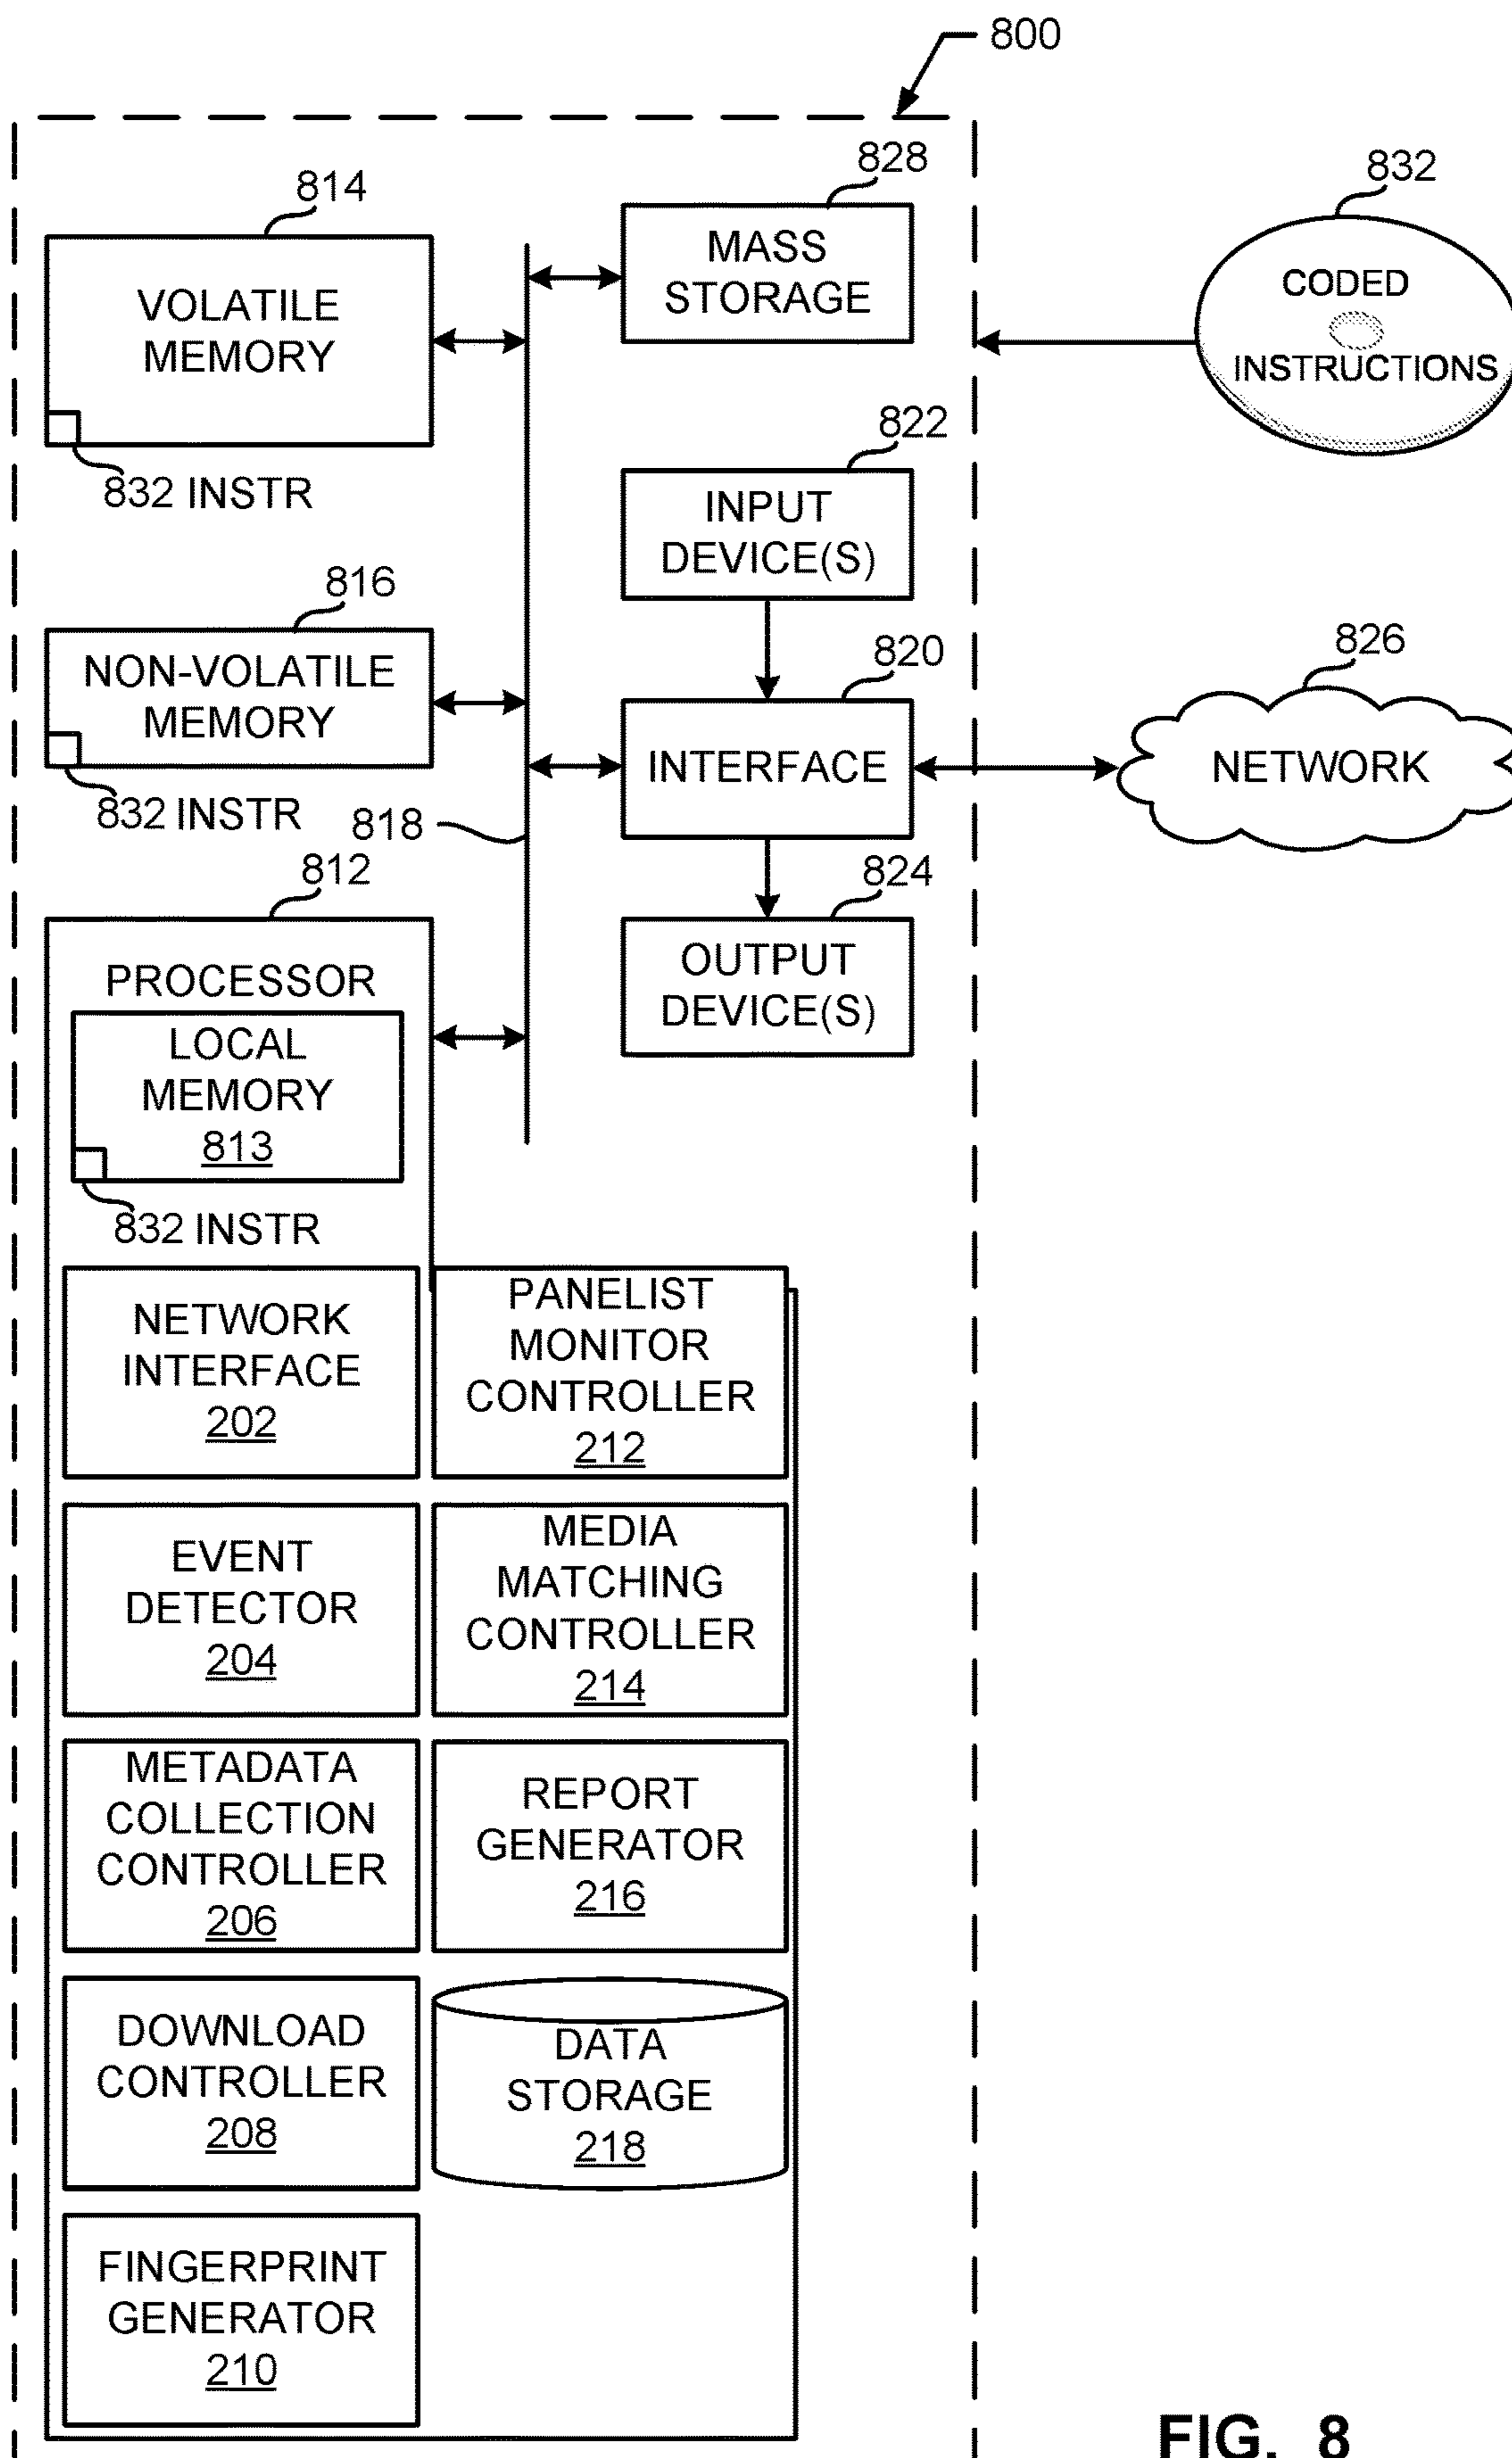 800
814
VOLATILE
MEMORY
832 INSTR
828
MASS
STORAGE
832
CODED
INSTRUCTIONS
822
INPUT
DEVICE(S)
816
NON-VOLATILE
MEMORY
832 INSTR
818
820
INTERFACE
826
NETWORK
824
OUTPUT
DEVICE(S)
812
PROCESSOR
LOCAL
MEMORY
813
832 INSTR
NETWORK
INTERFACE
202
PANELIST
MONITOR
CONTROLLER
212
EVENT
DETECTOR
204
MEDIA
MATCHING
CONTROLLER
214
METADATA
COLLECTION
CONTROLLER
206
REPORT
GENERATOR
216
DOWNLOAD
CONTROLLER
208
DATA
STORAGE
218
FINGERPRINT
GENERATOR
210
FIG. 8